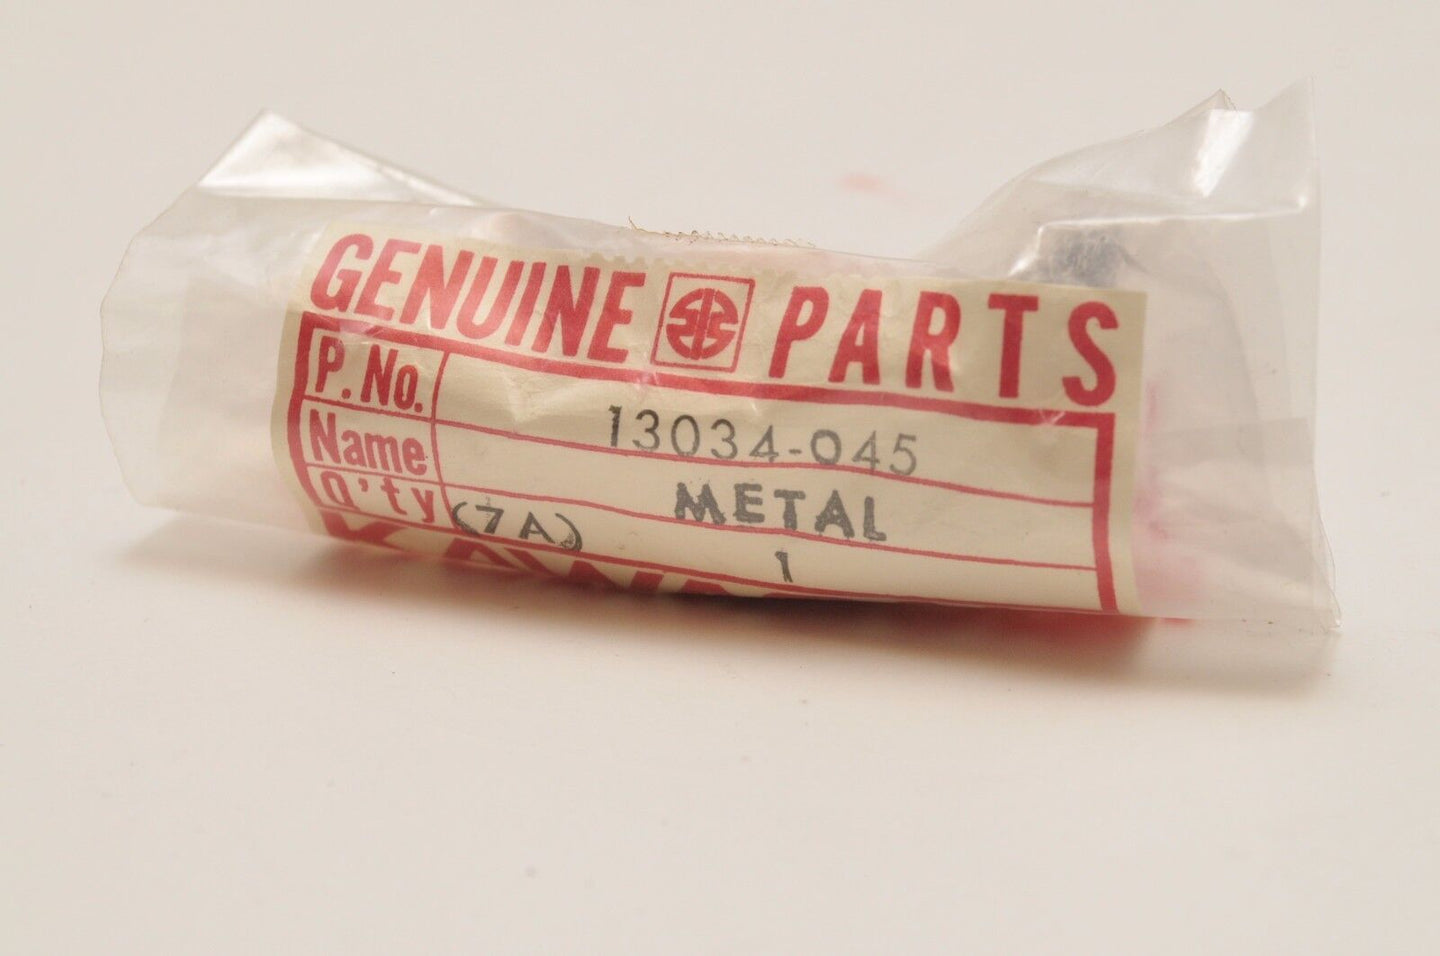 GENUINE PARTS
P. No. 13034-045
Name METAL
Q'ty (7A) 1